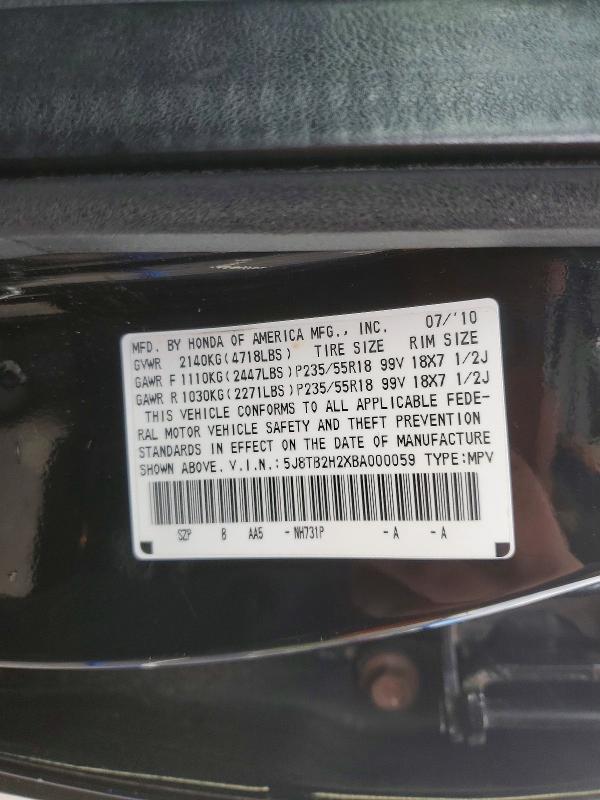 MFD. BY HONDA OF AMERICA MFG., INC. 07/'10
GVWR 2140KG(4718LBS) TIRE SIZE RIM SIZE
GAWR F 1110KG(2447LBS)P235/55R18 99V 18X7 1/2J
GAWR R 1030KG(2271LBS)P235/55R18 99V 18X7 1/2J
THIS VEHICLE CONFORMS TO ALL APPLICABLE FEDE-
RAL MOTOR VEHICLE SAFETY AND THEFT PREVENTION
STANDARDS IN EFFECT ON THE DATE OF MANUFACTURE
SHOWN ABOVE. V.I.N.:5J8TB2H2XBA000059 TYPE:MPV
SZP B AA5 -NH731P -A -A